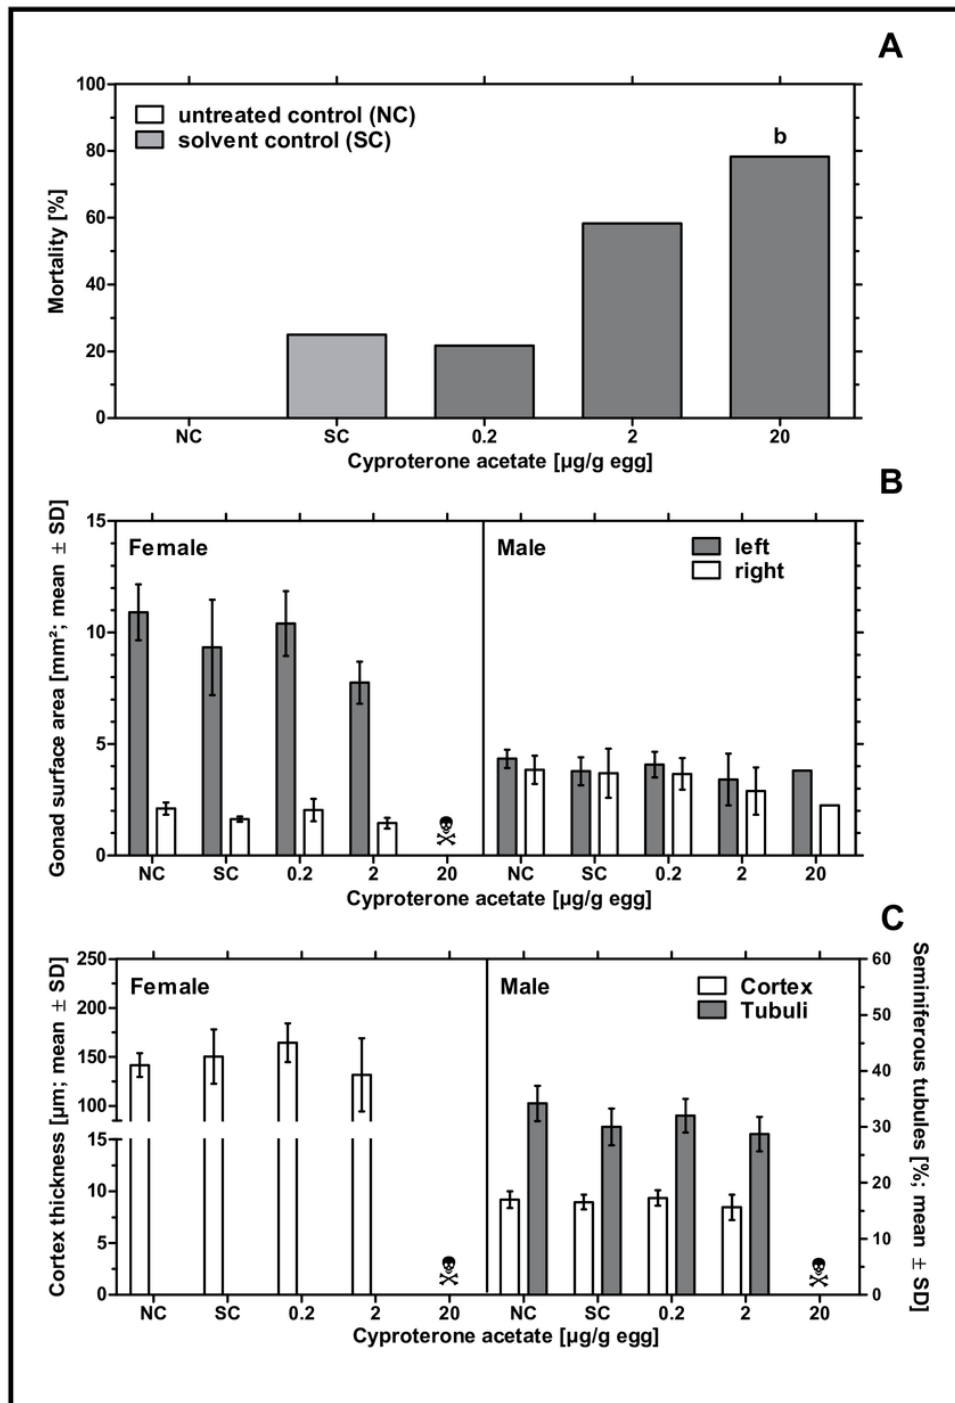 A
100
80
60
40
20
0
Mortality [%]
untreated control (NC)
solvent control (SC)
b
NC SC 0.2 2 20
Cyproterone acetate [µg/g egg]
B
15
10
5
0
Gonad surface area [mm²; mean ± SD]
Female
Male
left
right
NC SC 0.2 2 20 NC SC 0.2 2 20
Cyproterone acetate [µg/g egg]
C
250
200
150
100
15
10
5
0
Cortex thickness [µm; mean ± SD]
Female
Male
Cortex
Tubuli
60
50
40
30
20
10
0
Seminiferous tubules [%; mean ± SD]
NC SC 0.2 2 20 NC SC 0.2 2 20
Cyproterone acetate [µg/g egg]